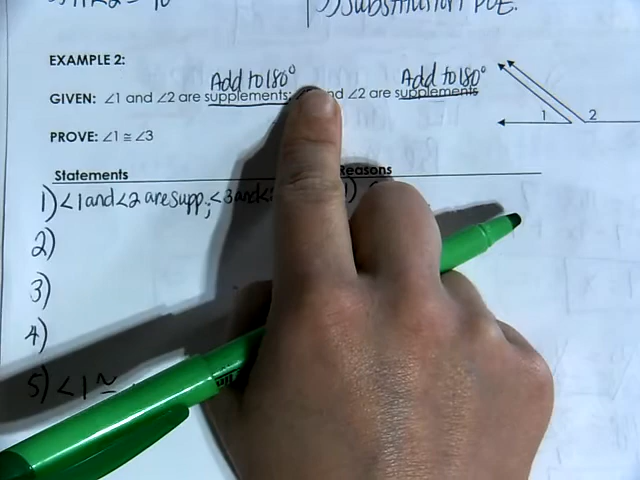 3) Substitution POE.
EXAMPLE 2:
Add to 180° Add to 180°
GIVEN: ∠1 and ∠2 are supplements; nd ∠2 are supplements
PROVE: ∠1 ≅ ∠3
1 2
Statements Reasons
1) ∠1 and ∠2 are supp; ∠3 and ∠ 1)
2)
3)
4)
5) ∠1 ≅